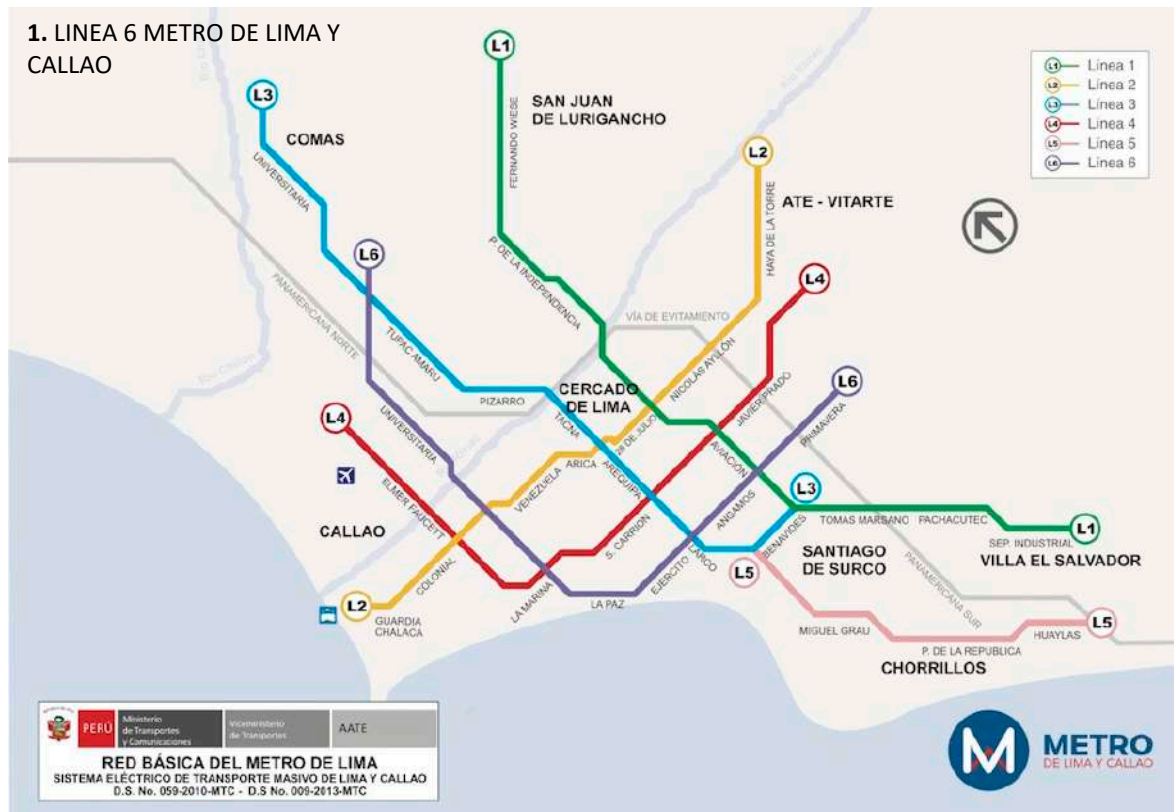 1. LINEA 6 METRO DE LIMA Y
CALLAO
L1
L3
COMAS
SAN JUAN
DE LURIGANCHO
L1 Línea 1
L2 Línea 2
L3 Línea 3
L4 Línea 4
L5 Línea 5
L6 Línea 6
FERNANDO WIESE
UNIVERSITARIA
L2
ATE - VITARTE
HAYA DE LA TORRE
L6
P. DE LA INDEPENDENCIA
L4
PANAMERICANA NORTE
VÍA DE EVITAMIENTO
TUPAC AMARU
PIZARRO
CERCADO
DE LIMA
NICOLÁS AYLLÓN
JAVIER PRADO
L6
PRIMAVERA
L4
UNIVERSITARIA
TACNA
28 DE JULIO
AVIACIÓN
ARICA
AREQUIPA
VENEZUELA
ELMER FAUCETT
CALLAO
COLONIAL
L3
ANGAMOS
BENAVIDES
TOMAS MARSANO
PACHACUTEC
SEP. INDUSTRIAL
L1
VILLA EL SALVADOR
S. CARRION
LARCO
SANTIAGO
DE SURCO
L5
L2
GUARDIA
CHALACA
LA MARINA
LA PAZ
EJERCITO
PANAMERICANA SUR
MIGUEL GRAU
P. DE LA REPUBLICA
HUAYLAS
L5
CHORRILLOS
PERÚ
Ministerio
de Transportes
y Comunicaciones
Viceministerio
de Transportes
AATE
RED BÁSICA DEL METRO DE LIMA
SISTEMA ELÉCTRICO DE TRANSPORTE MASIVO DE LIMA Y CALLAO
D.S. No. 059-2010-MTC - D.S No. 009-2013-MTC
METRO
DE LIMA Y CALLAO